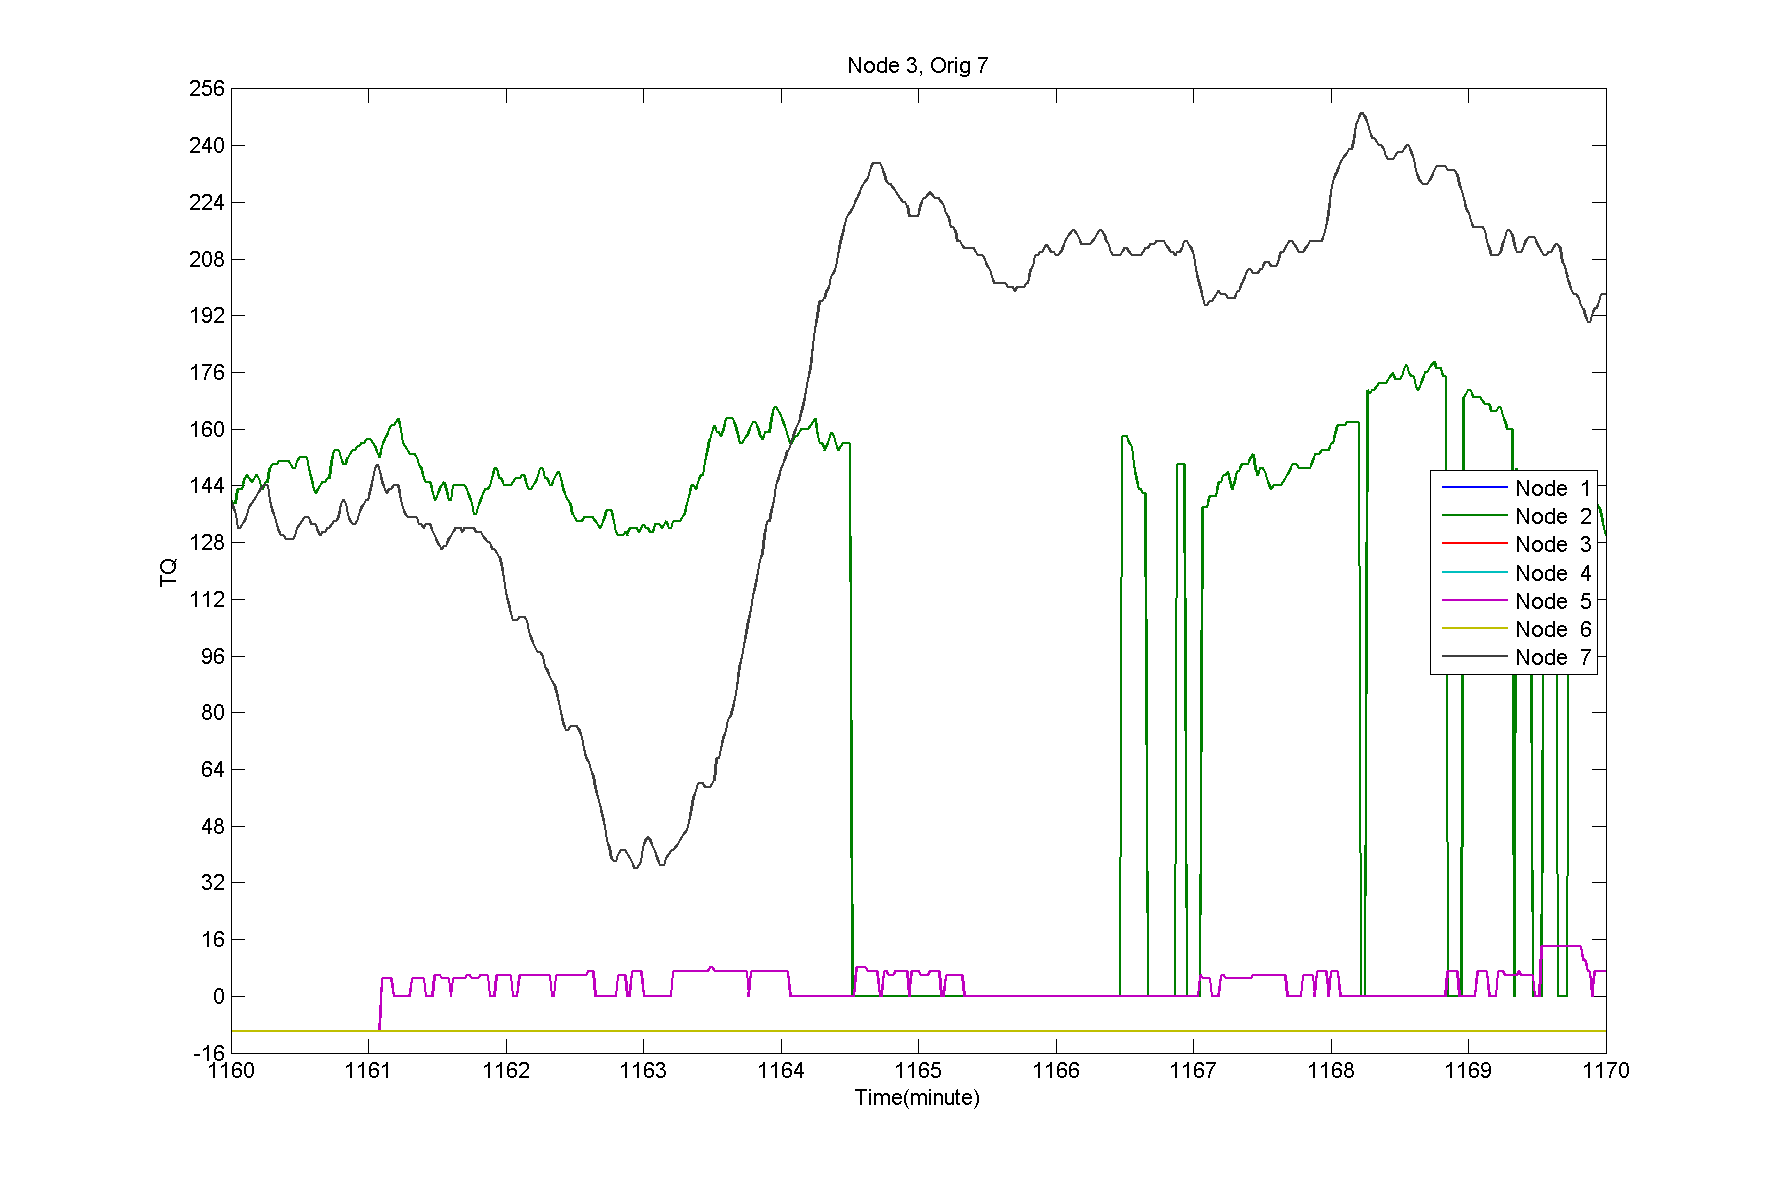 Node 3, Orig 7
256
240
224
208
192
176
160
144
128
112
96
80
64
48
32
16
0
-16
TQ
Node 1
Node 2
Node 3
Node 4
Node 5
Node 6
Node 7
1160 1161 1162 1163 1164 1165 1166 1167 1168 1169 1170
Time(minute)